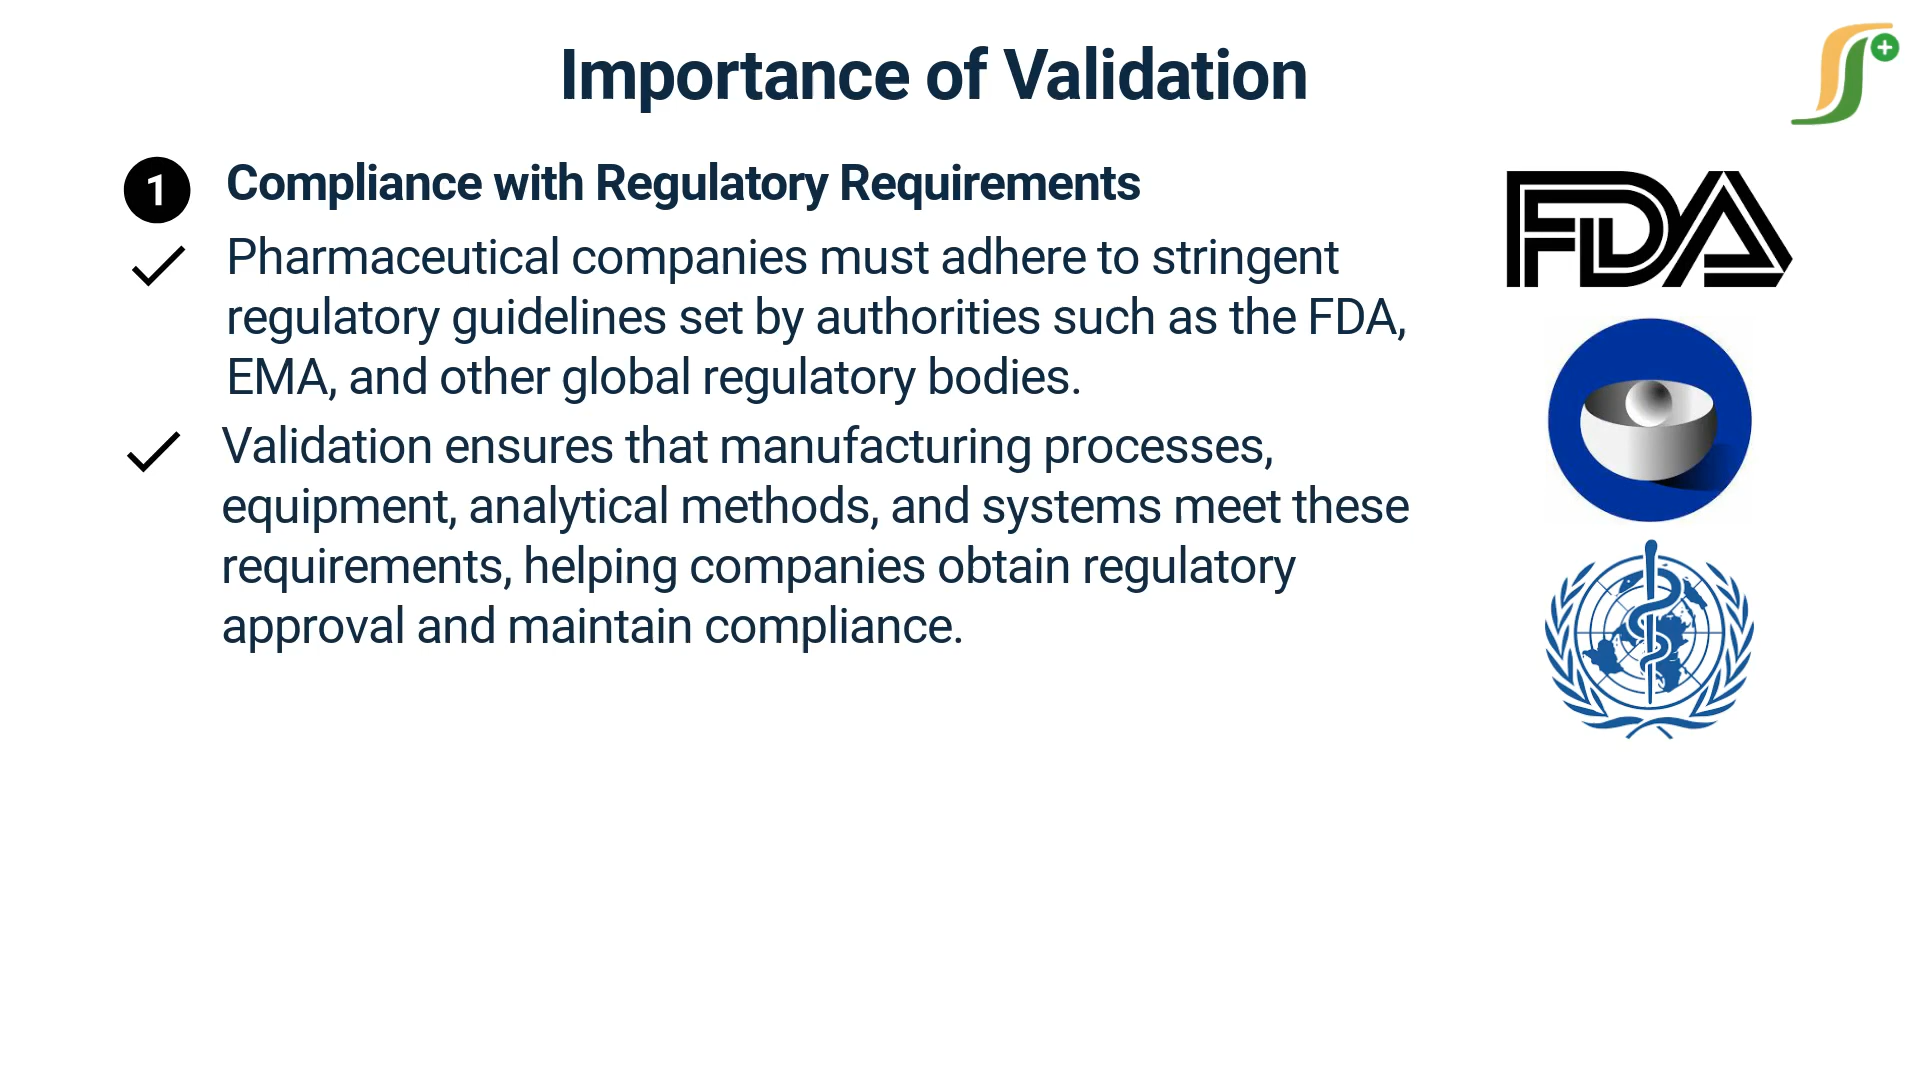 Importance of Validation
1 Compliance with Regulatory Requirements
Pharmaceutical companies must adhere to stringent
regulatory guidelines set by authorities such as the FDA,
EMA, and other global regulatory bodies.
Validation ensures that manufacturing processes,
equipment, analytical methods, and systems meet these
requirements, helping companies obtain regulatory
approval and maintain compliance.
FDA